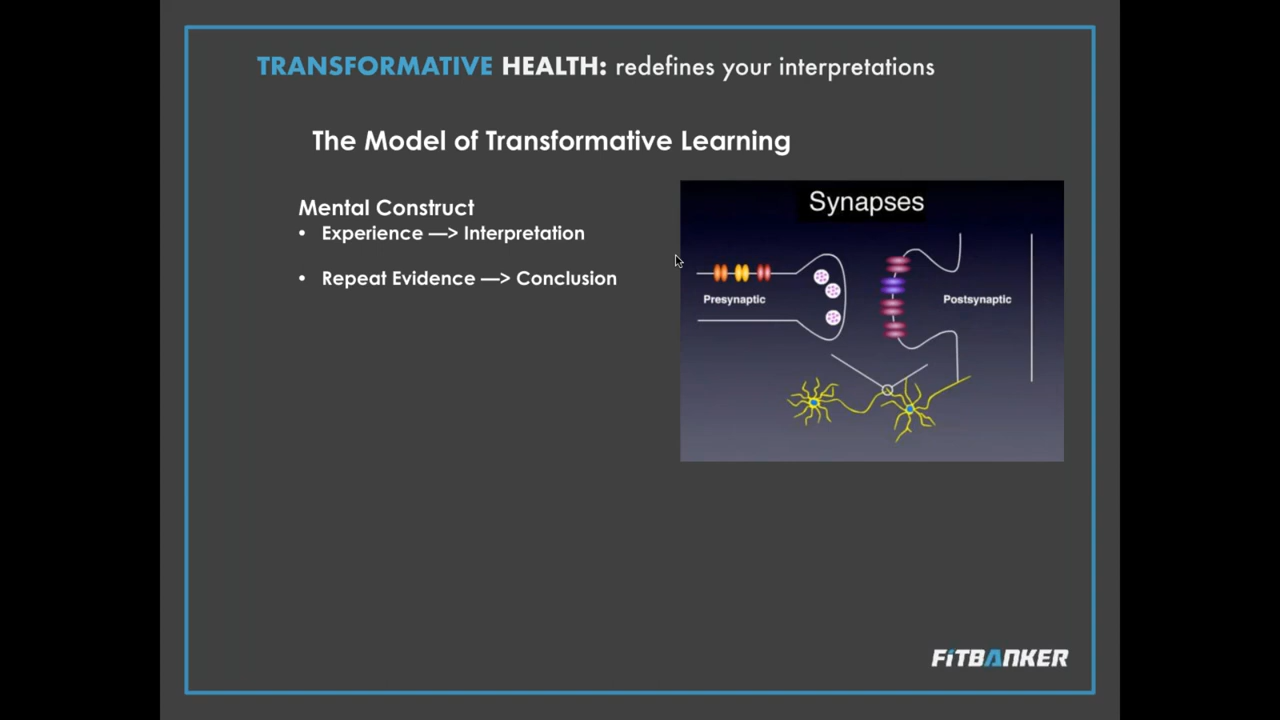 TRANSFORMATIVE HEALTH: redefines your interpretations
The Model of Transformative Learning
Mental Construct
• Experience —> Interpretation
• Repeat Evidence —> Conclusion
Synapses
Presynaptic
Postsynaptic
FiTBANKER